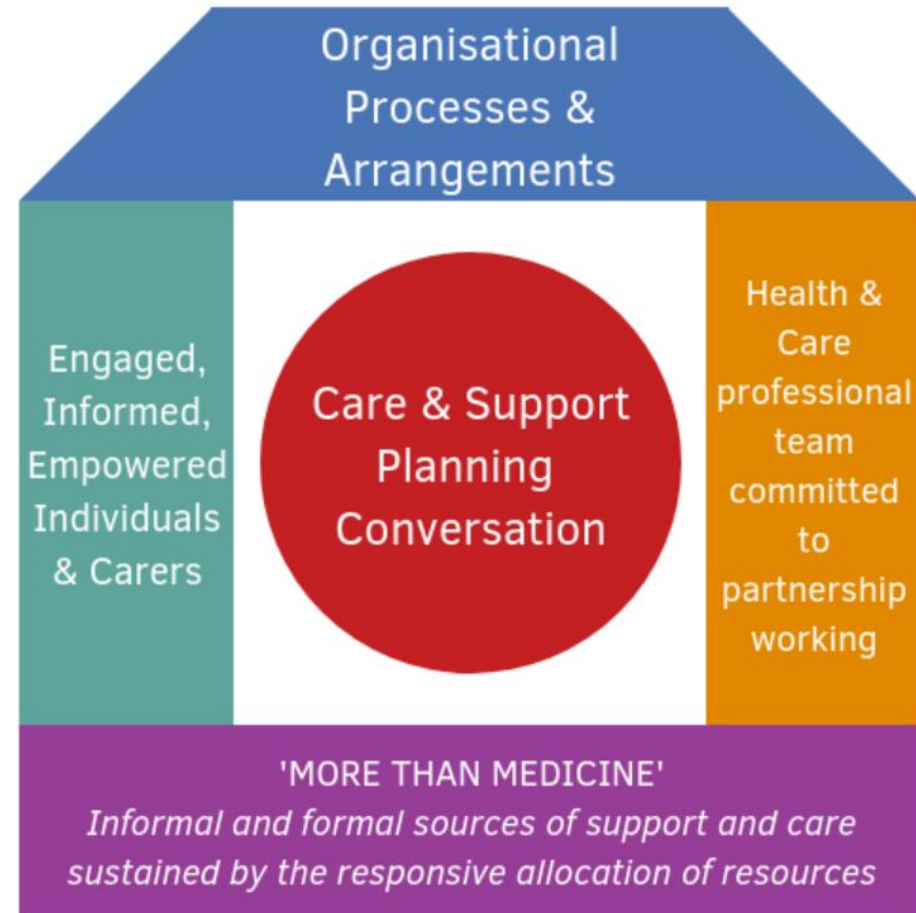 Organisational
Processes &
Arrangements
Engaged,
Informed,
Empowered
Individuals
& Carers
Care & Support
Planning
Conversation
Health &
Care
professional
team
committed
to
partnership
working
'MORE THAN MEDICINE'
Informal and formal sources of support and care
sustained by the responsive allocation of resources